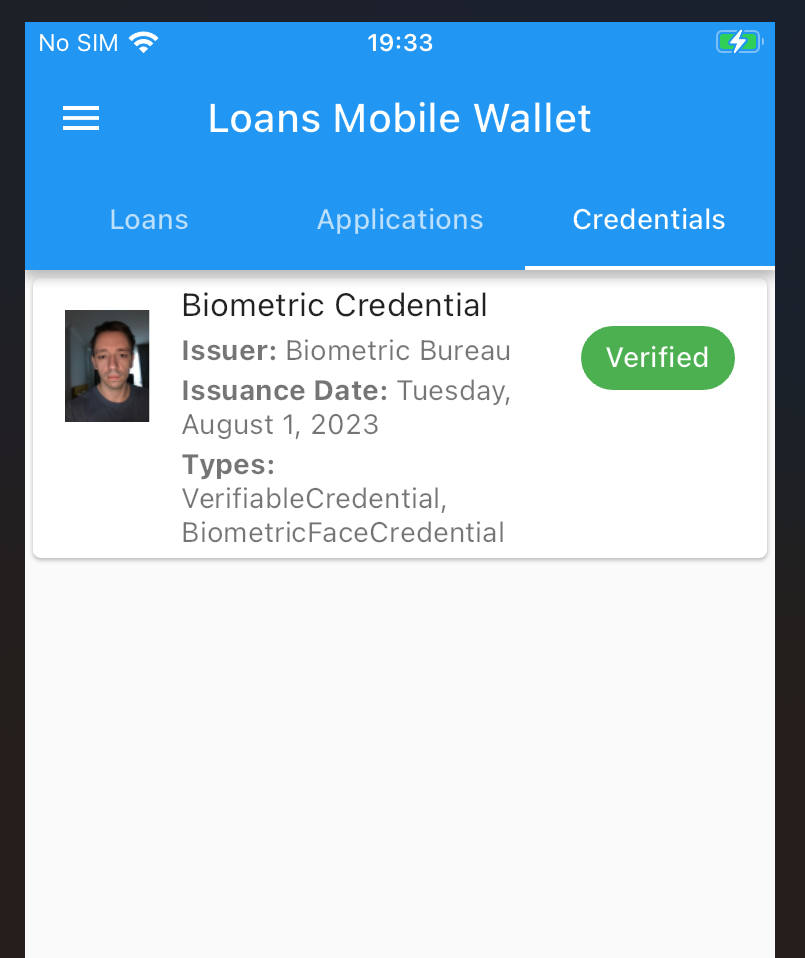 No SIM 19:33
Loans Mobile Wallet
Loans Applications Credentials
Biometric Credential
Issuer: Biometric Bureau
Verified
Issuance Date: Tuesday,
August 1, 2023
Types:
VerifiableCredential,
BiometricFaceCredential